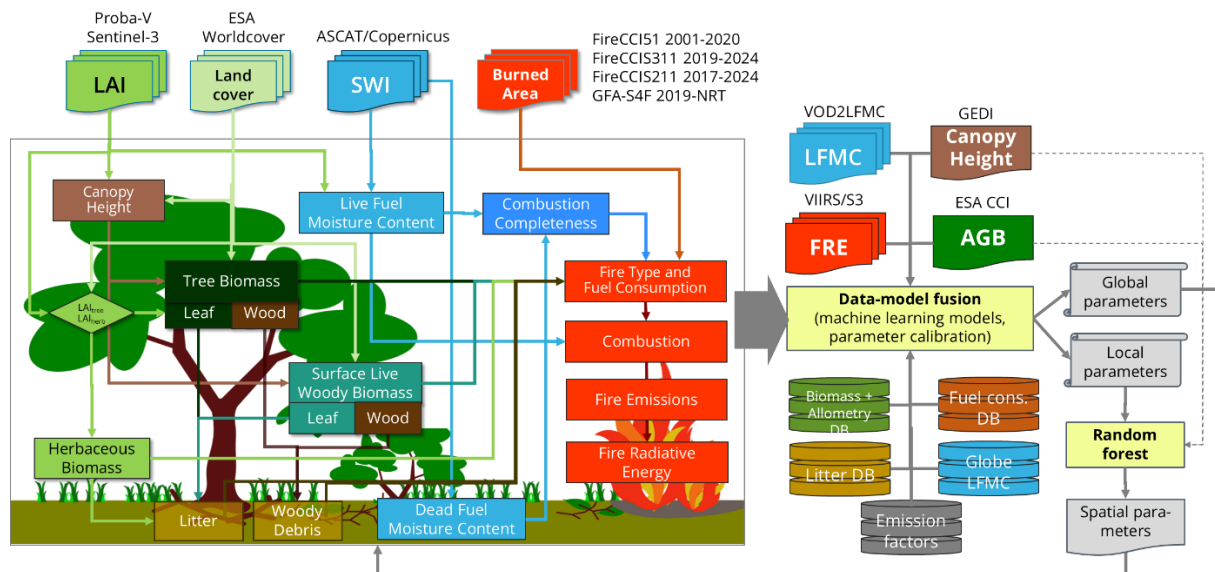 Proba-V
Sentinel-3
LAI
ESA
Worldcover
Land
cover
ASCAT/Copernicus
SWI
Burned
Area
FireCCI51 2001-2020
FireCCIS311 2019-2024
FireCCIS211 2017-2024
GFA-S4F 2019-NRT
Canopy
Height
Live Fuel
Moisture Content
Combustion
Completeness
Tree Biomass
Leaf
Wood
LAItree
LAIherb
Surface Live
Woody Biomass
Leaf
Wood
Herbaceous
Biomass
Litter
Woody
Debris
Dead Fuel
Moisture Content
Fire Type and
Fuel Consumption
Combustion
Fire Emissions
Fire Radiative
Energy
VOD2LFMC
LFMC
GEDI
Canopy
Height
VIIRS/S3
FRE
ESA CCI
AGB
Data-model fusion
(machine learning models,
parameter calibration)
Global
parameters
Local
parameters
Biomass +
Allometry
DB
Fuel cons.
DB
Litter DB
Globe
LFMC
Emission
factors
Random
forest
Spatial para-
meters